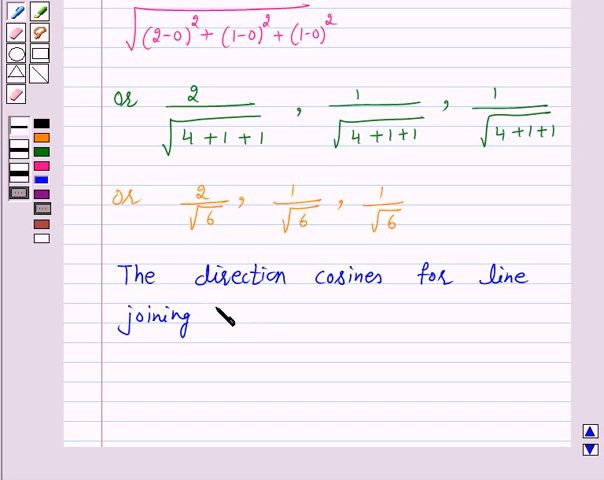 √((2-0)² + (1-0)² + (1-0)²)
or 2/√(4+1+1) , 1/√(4+1+1) , 1/√(4+1+1)
or 2/√6 , 1/√6 , 1/√6
The direction cosines for line
joining